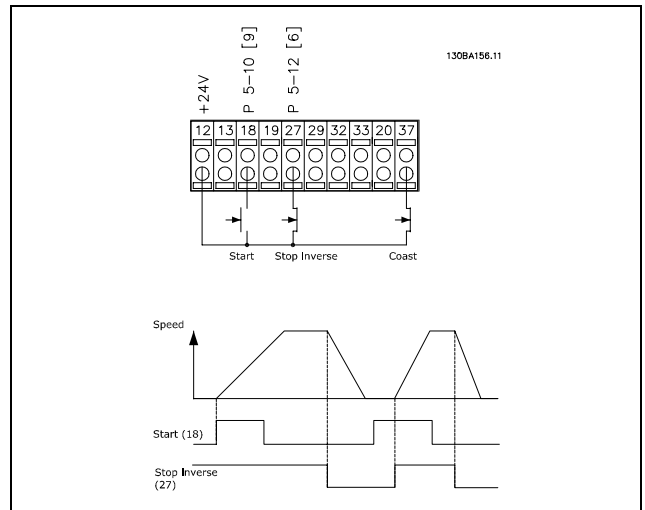 130BA156.11
+24V
P 5-10 [9]
P 5-12 [6]
12 13 18 19 27 29 32 33 20 37
Start Stop Inverse Coast
Speed
Start (18)
Stop Inverse
(27)